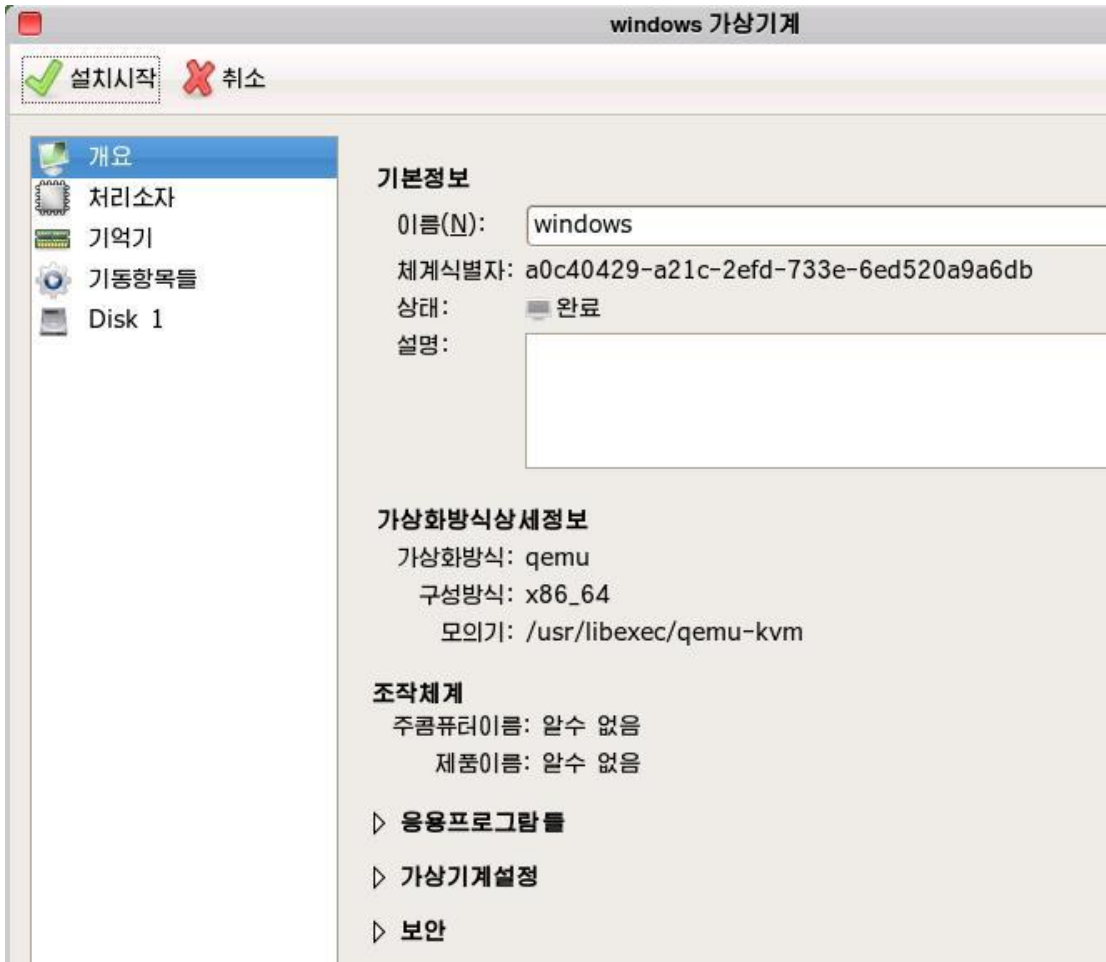 windows 가상기계
설치시작 취소
개요
처리소자
기억기
기동항목들
Disk 1
기본정보
이름(N): windows
체계식별자: a0c40429-a21c-2efd-733e-6ed520a9a6db
상태: 완료
설명:
가상화방식상세정보
가상화방식: qemu
구성방식: x86_64
모의기: /usr/libexec/qemu-kvm
조작체계
주콤퓨터이름: 알수 없음
제품이름: 알수 없음
응용프로그람들
가상기계설정
보안